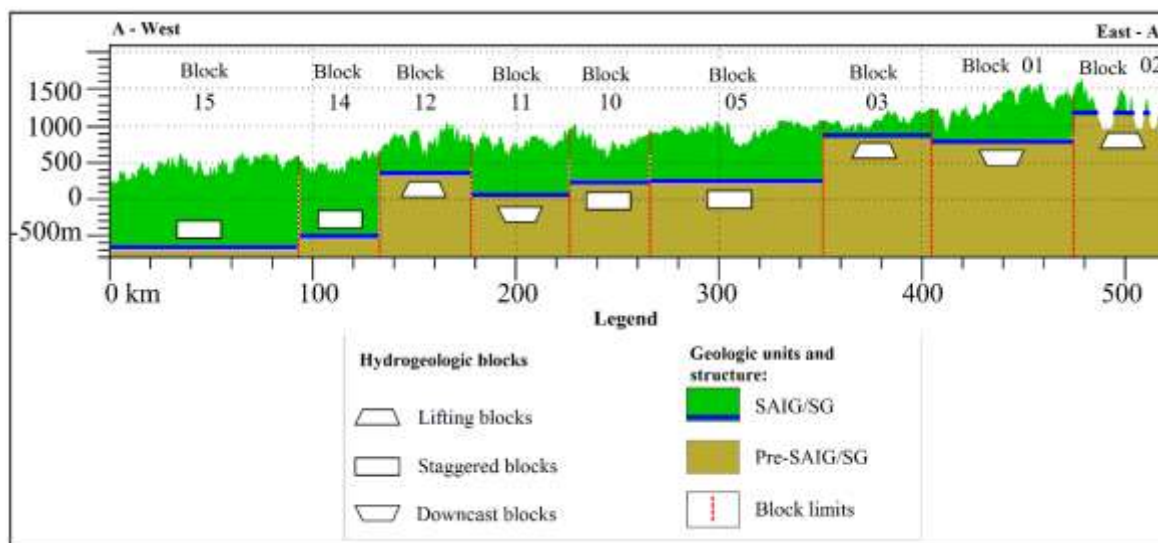 A - West
East - A
Block 15
Block 14
Block 12
Block 11
Block 10
Block 05
Block 03
Block 01
Block 02
1500
1000
500
0
-500m
0 km
100
200
300
400
500
Legend
Hydrogeologic blocks
Lifting blocks
Staggered blocks
Downcast blocks
Geologic units and
structure:
SAIG/SG
Pre-SAIG/SG
Block limits